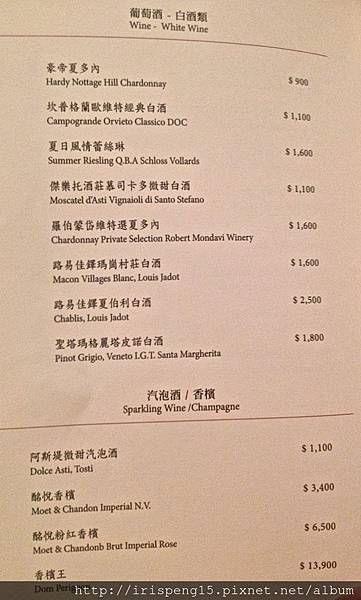 葡萄酒 - 白酒類
Wine - White Wine
豪帝夏多內
Hardy Nottage Hill Chardonnay
$ 900
坎普格蘭歐維特經典白酒
Campogrande Orvieto Classico DOC
$ 1,100
夏日風情蕾絲琳
Summer Riesling Q.B.A Schloss Vollards
$ 1,600
傑樂托酒莊慕司卡多微甜白酒
Moscatel d'Asti Vignaioli di Santo Stefano
$ 1,100
羅伯蒙岱維特選夏多內
Chardonnay Private Selection Robert Mondavi Winery
$ 1,600
路易佳鐸瑪崗村莊白酒
Macon Villages Blanc, Louis Jadot
$ 1,600
路易佳鐸夏伯利白酒
Chablis, Louis Jadot
$ 2,500
聖塔瑪格麗塔皮諾白酒
Pinot Grigio, Veneto I.G.T. Santa Margherita
$ 1,800
汽泡酒 / 香檳
Sparkling Wine /Champagne
阿斯堤微甜汽泡酒
Dolce Asti, Tosti
$ 1,100
酩悅香檳
Moet & Chandon Imperial N.V.
$ 3,400
酩悅粉紅香檳
Moet & Chandonb Brut Imperial Rose
$ 6,500
香檳王
Dom Perignon
$ 13,900
http://irispeng15.pixnet.net/album